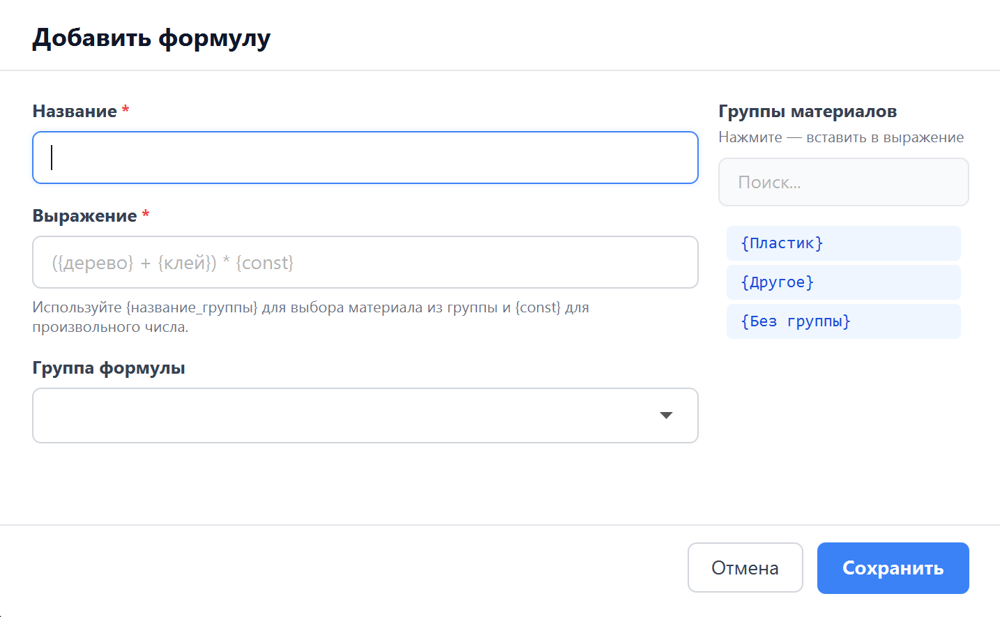 Добавить формулу
Название *
Выражение *
({дерево} + {клей}) * {const}
Используйте {название_группы} для выбора материала из группы и {const} для
произвольного числа.
Группа формулы
Группы материалов
Нажмите — вставить в выражение
Поиск...
{Пластик}
{Другое}
{Без группы}
Отмена
Сохранить